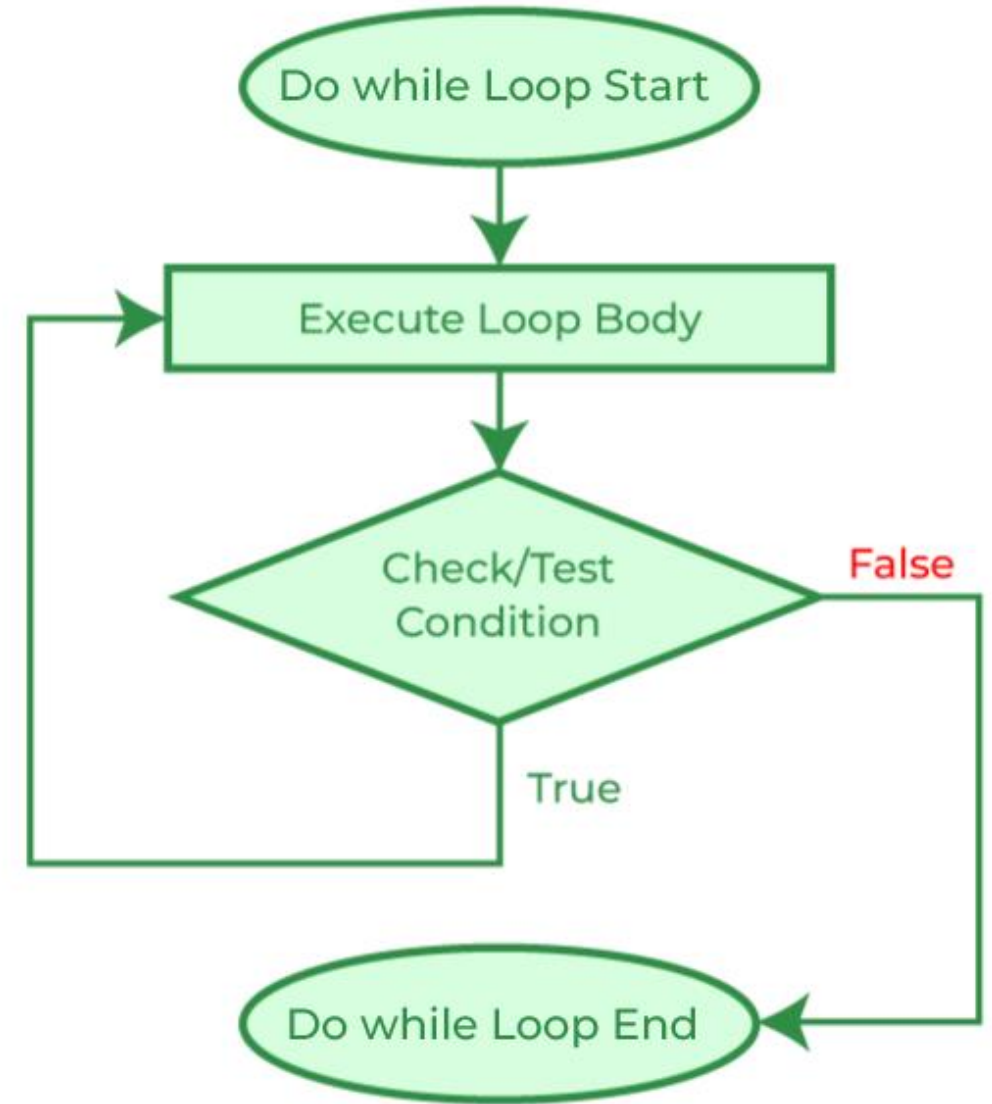 Do while Loop Start
Execute Loop Body
Check/Test
Condition
False
True
Do while Loop End